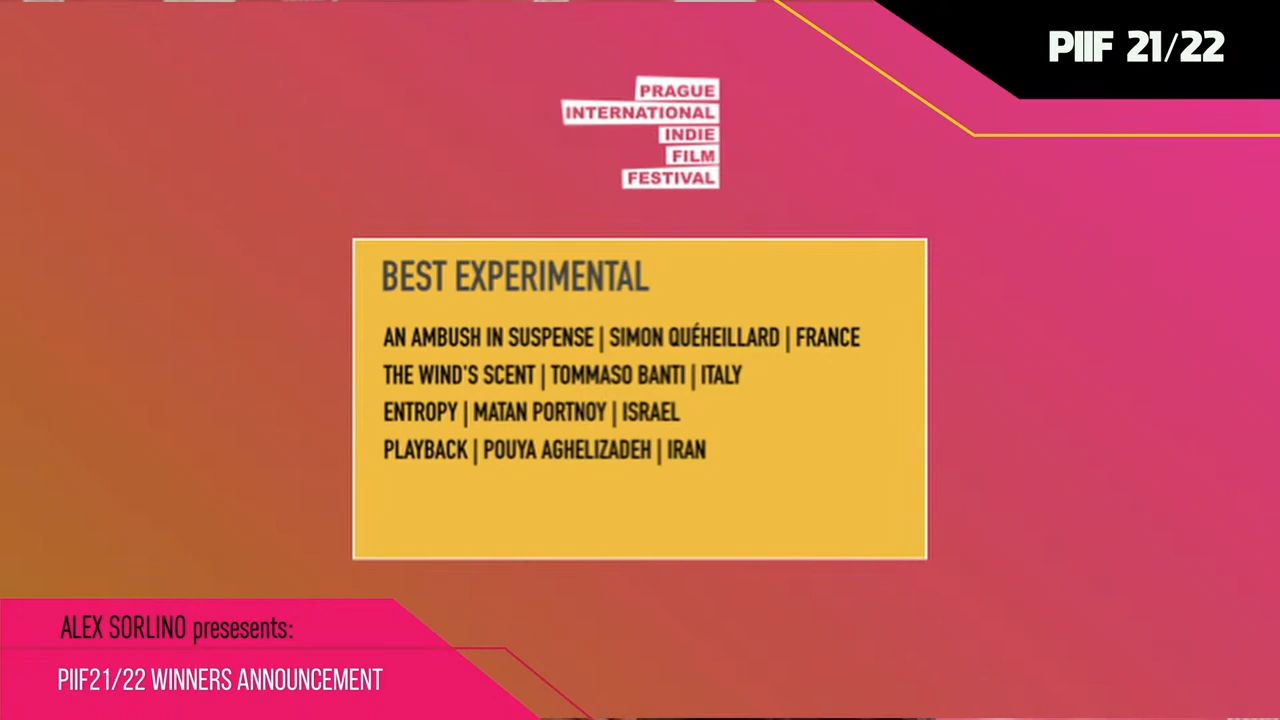 PIIF 21/22
PRAGUE
INTERNATIONAL
INDIE
FILM
FESTIVAL
BEST EXPERIMENTAL
AN AMBUSH IN SUSPENSE | SIMON QUÉHEILLARD | FRANCE
THE WIND'S SCENT | TOMMASO BANTI | ITALY
ENTROPY | MATAN PORTNOY | ISRAEL
PLAYBACK | POUYA AGHELIZADEH | IRAN
ALEX SORLINO presesents:
PIIF21/22 WINNERS ANNOUNCEMENT